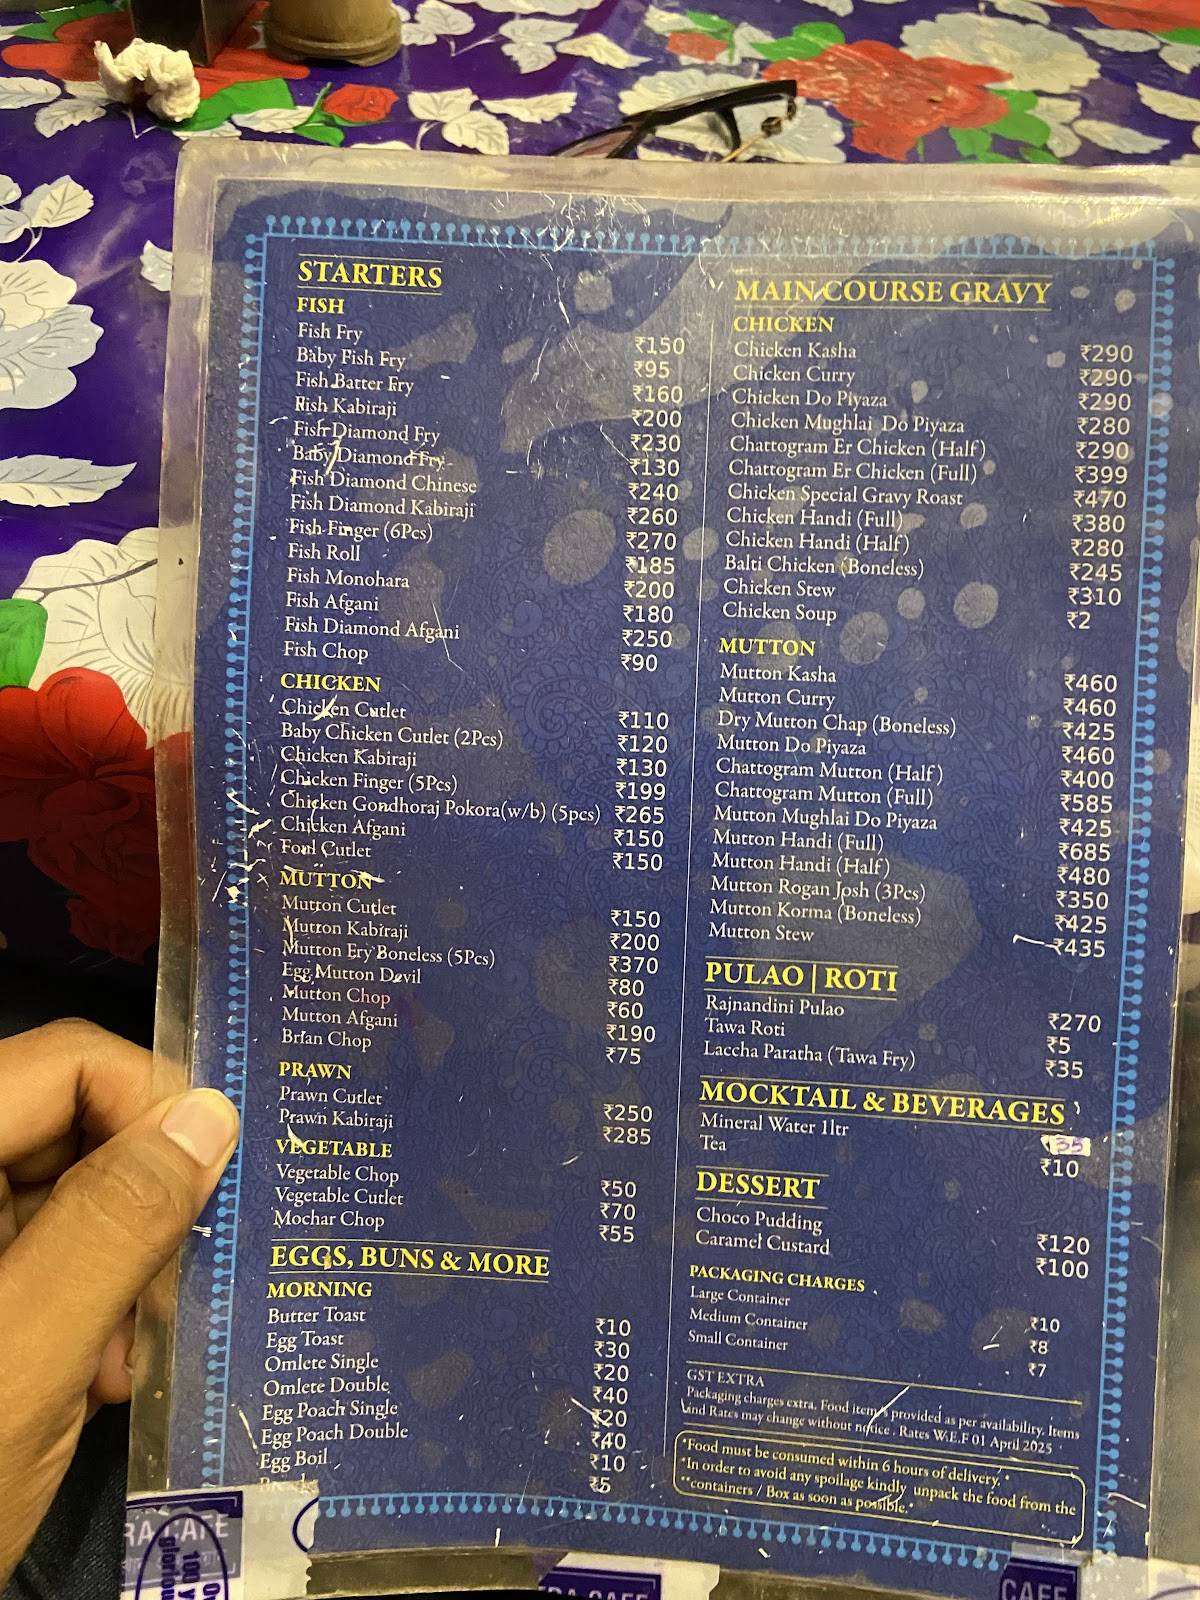 STARTERS
FISH
Fish Fry ₹150
Baby Fish Fry ₹95
Fish Batter Fry ₹160
Fish Kabiraji ₹200
Fish Diamond Fry ₹230
Baby Diamond Fry ₹130
Fish Diamond Chinese ₹240
Fish Diamond Kabiraji ₹260
Fish Finger (6Pcs) ₹270
Fish Roll ₹185
Fish Monohara ₹200
Fish Afgani ₹180
Fish Diamond Afgani ₹250
Fish Chop ₹90
CHICKEN
Chicken Cutlet ₹110
Baby Chicken Cutlet (2Pcs) ₹120
Chicken Kabiraji ₹130
Chicken Finger (5Pcs) ₹199
Chicken Gondhoraj Pokora(w/b) (5pcs) ₹265
Chicken Afgani ₹150
Foul Cutlet ₹150
MUTTON
Mutton Cutlet ₹150
Mutton Kabiraji ₹200
Mutton Fry Boneless (5Pcs) ₹370
Egg Mutton Devil ₹80
Mutton Chop ₹60
Mutton Afgani ₹190
Brian Chop ₹75
PRAWN
Prawn Cutlet ₹250
Prawn Kabiraji ₹285
VEGETABLE
Vegetable Chop ₹50
Vegetable Cutlet ₹70
Mochar Chop ₹55
EGGS, BUNS & MORE
MORNING
Butter Toast ₹10
Egg Toast ₹30
Omlete Single ₹20
Omlete Double ₹40
Egg Poach Single ₹20
Egg Poach Double ₹40
Egg Boil ₹10
₹5
MAIN COURSE GRAVY
CHICKEN
Chicken Kasha ₹290
Chicken Curry ₹290
Chicken Do Piyaza ₹290
Chicken Mughlai Do Piyaza ₹280
Chattogram Er Chicken (Half) ₹290
Chattogram Er Chicken (Full) ₹399
Chicken Special Gravy Roast ₹470
Chicken Handi (Full) ₹380
Chicken Handi (Half) ₹280
Balti Chicken (Boneless) ₹245
Chicken Stew ₹310
Chicken Soup ₹2
MUTTON
Mutton Kasha ₹460
Mutton Curry ₹460
Dry Mutton Chap (Boneless) ₹425
Mutton Do Piyaza ₹460
Chattogram Mutton (Half) ₹400
Chattogram Mutton (Full) ₹585
Mutton Mughlai Do Piyaza ₹425
Mutton Handi (Full) ₹685
Mutton Handi (Half) ₹480
Mutton Rogan Josh (3Pcs) ₹350
Mutton Korma (Boneless) ₹425
Mutton Stew ₹435
PULAO | ROTI
Rajnandini Pulao ₹270
Tawa Roti ₹5
Laccha Paratha (Tawa Fry) ₹35
MOCKTAIL & BEVERAGES
Mineral Water 1ltr ₹35
Tea ₹10
DESSERT
Choco Pudding ₹120
Caramel Custard ₹100
PACKAGING CHARGES
Large Container ₹10
Medium Container ₹8
Small Container ₹7
GST EXTRA
Packaging charges extra. Food items provided as per availability. Items
and Rates may change without notice . Rates W.E.F 01 April 2025
*Food must be consumed within 6 hours of delivery.*
*In order to avoid any spoilage kindly unpack the food from the
**containers / Box as soon as possible.*
RA CAFE
100 y
gloriou
RA CAFE
CAFE